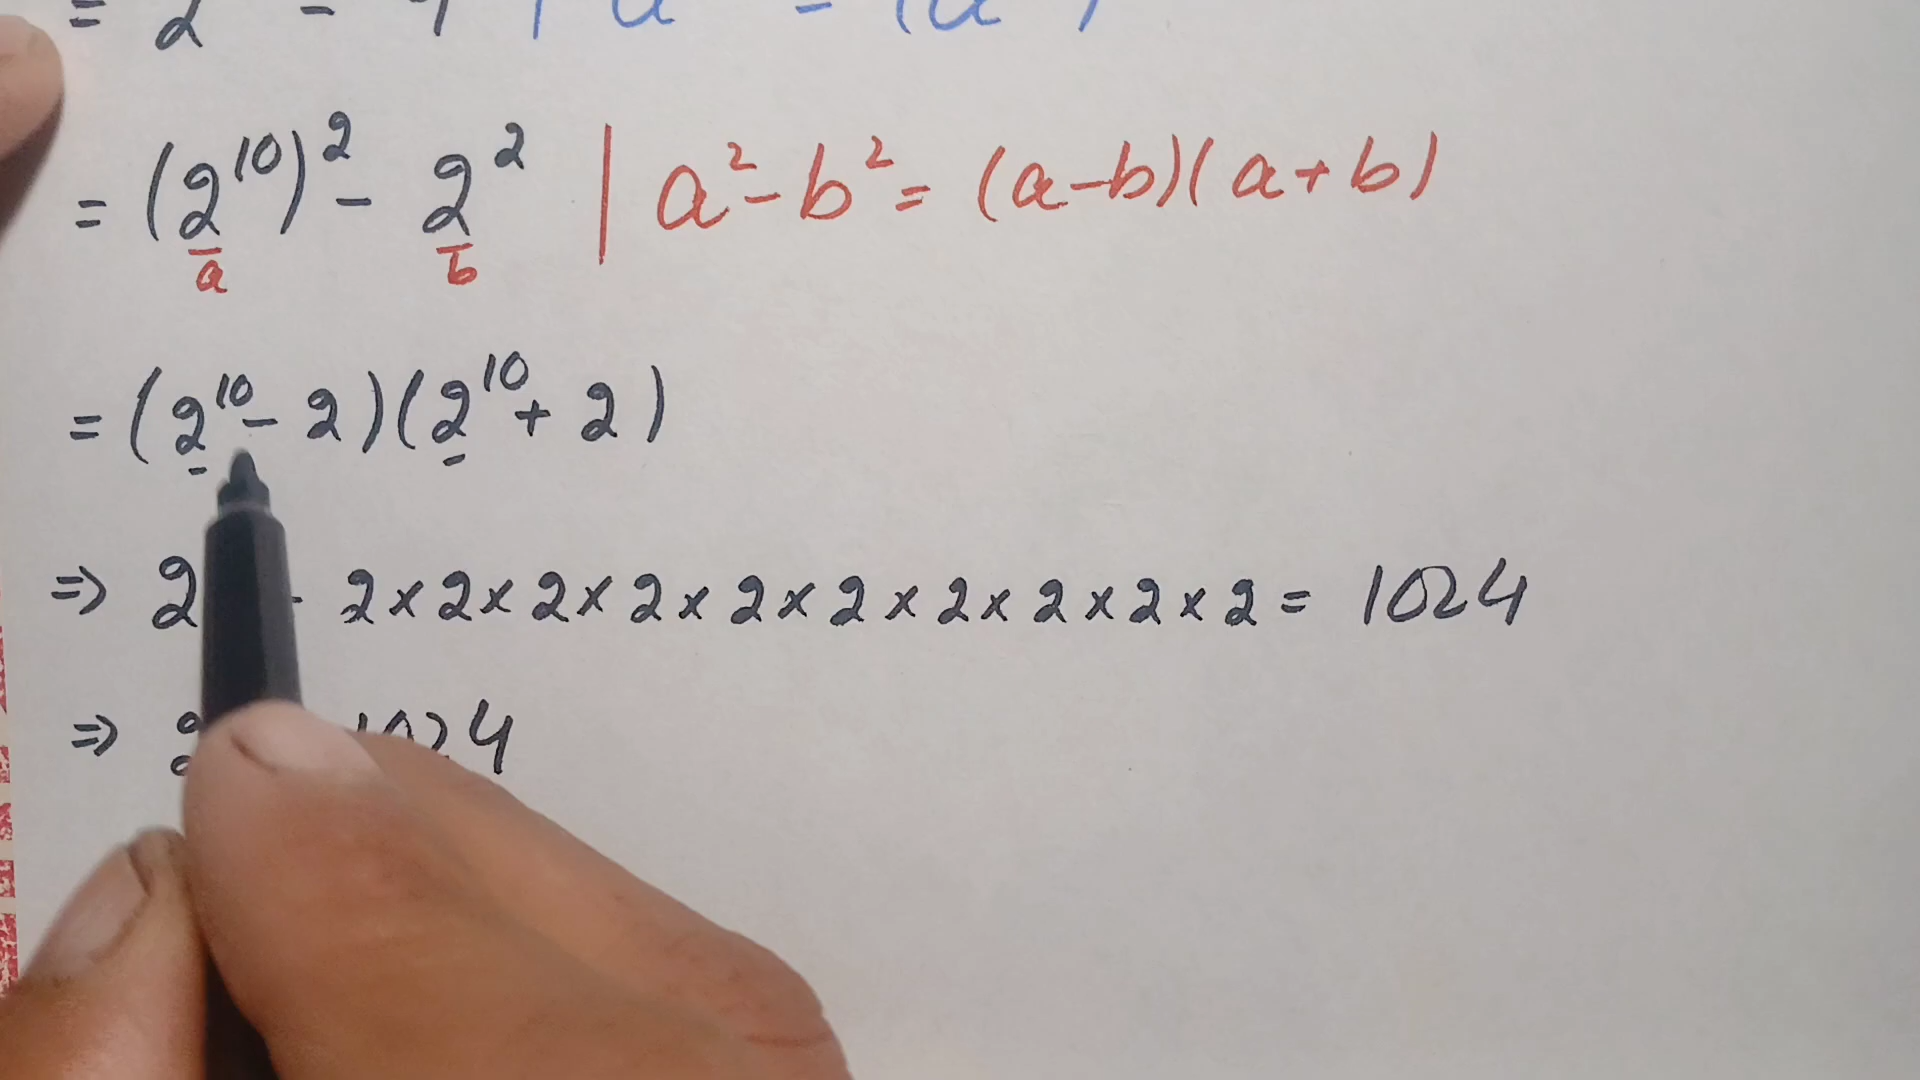 = (2¹⁰)² - 2² | a² - b² = (a-b)(a+b)
a b
= (2¹⁰ - 2)(2¹⁰ + 2)
⇒ 2 2×2×2×2×2×2×2×2×2×2 = 1024
⇒ 1024